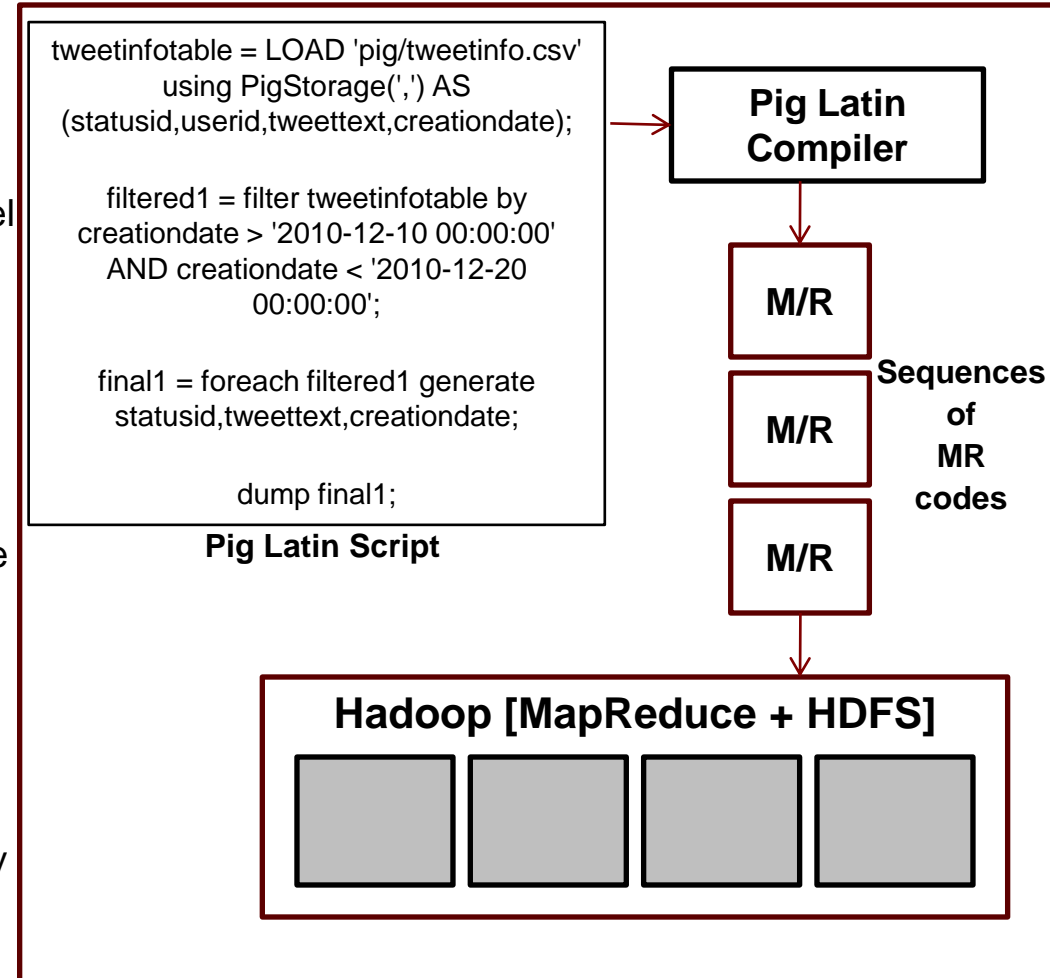 tweetinfotable = LOAD 'pig/tweetinfo.csv'
using PigStorage(',') AS
(statusid,userid,tweettext,creationdate);
filtered1 = filter tweetinfotable by
creationdate > '2010-12-10 00:00:00'
AND creationdate < '2010-12-20
00:00:00';
final1 = foreach filtered1 generate
statusid,tweettext,creationdate;
dump final1;
Pig Latin Script
Pig Latin
Compiler
M/R
M/R
M/R
Sequences
of
MR
codes
Hadoop [MapReduce + HDFS]